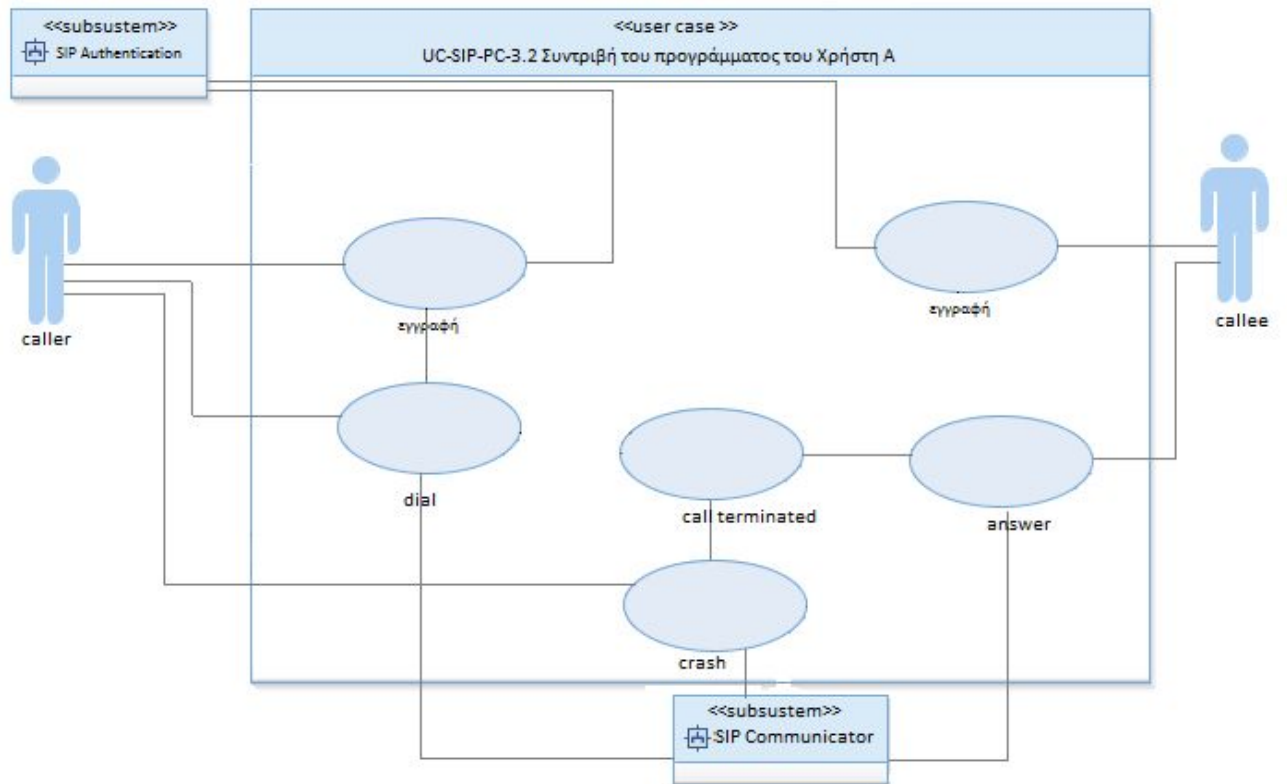 <<subsustem>>
SIP Authentication
<<user case >>
UC-SIP-PC-3.2 Συντριβή του προγράμματος του Χρήστη Α
caller
callee
εγγραφή
εγγραφή
dial
call terminated
answer
crash
<<subsustem>>
SIP Communicator